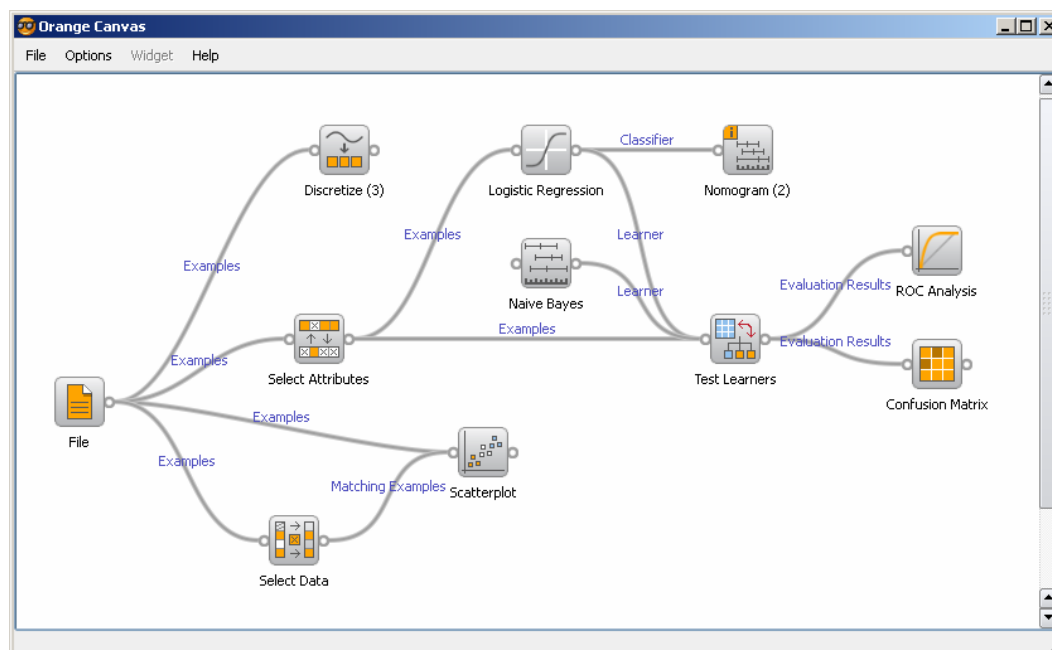 Orange Canvas
File Options Widget Help
Discretize (3)
Logistic Regression
Classifier
Nomogram (2)
Examples
Examples
Learner
Naive Bayes
Learner
Evaluation Results
ROC Analysis
Examples
Select Attributes
Examples
Test Learners
Evaluation Results
Confusion Matrix
File
Examples
Examples
Matching Examples
Scatterplot
Select Data